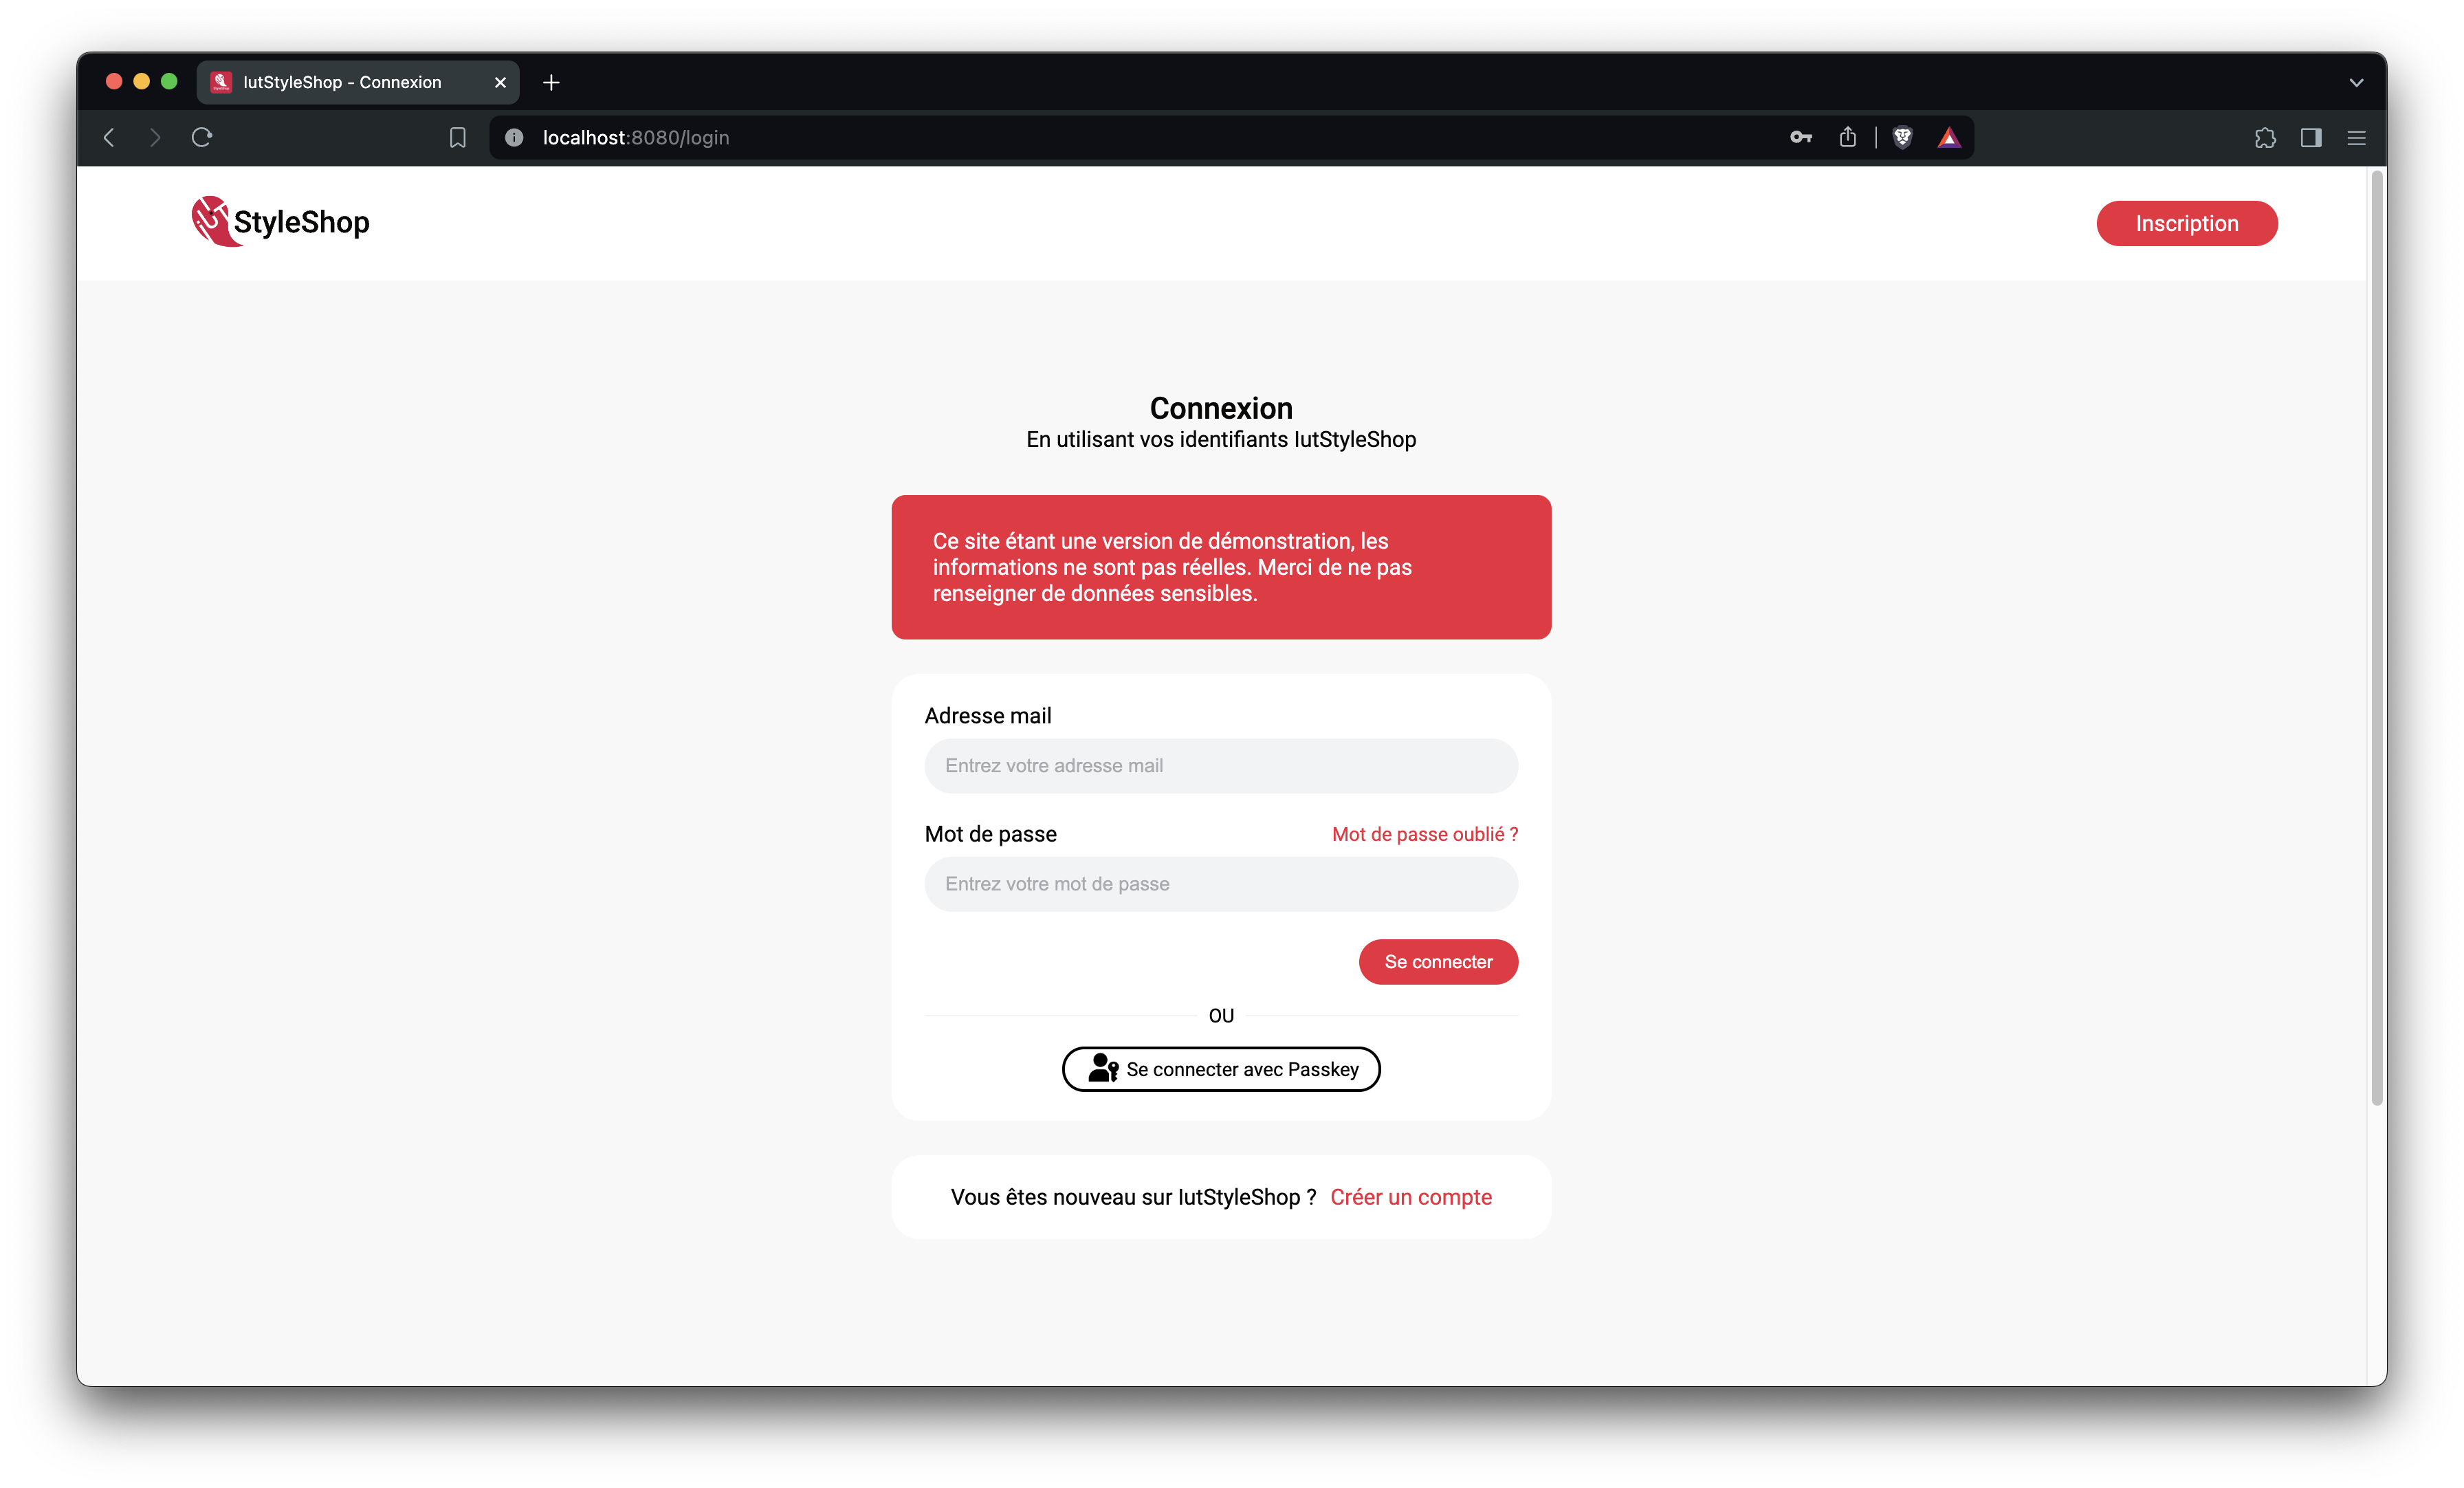 IutStyleShop - Connexion
localhost:8080/login
iUT StyleShop
Inscription
Connexion
En utilisant vos identifiants IutStyleShop
Ce site étant une version de démonstration, les
informations ne sont pas réelles. Merci de ne pas
renseigner de données sensibles.
Adresse mail
Entrez votre adresse mail
Mot de passe Mot de passe oublié ?
Entrez votre mot de passe
Se connecter
OU
Se connecter avec Passkey
Vous êtes nouveau sur IutStyleShop ? Créer un compte